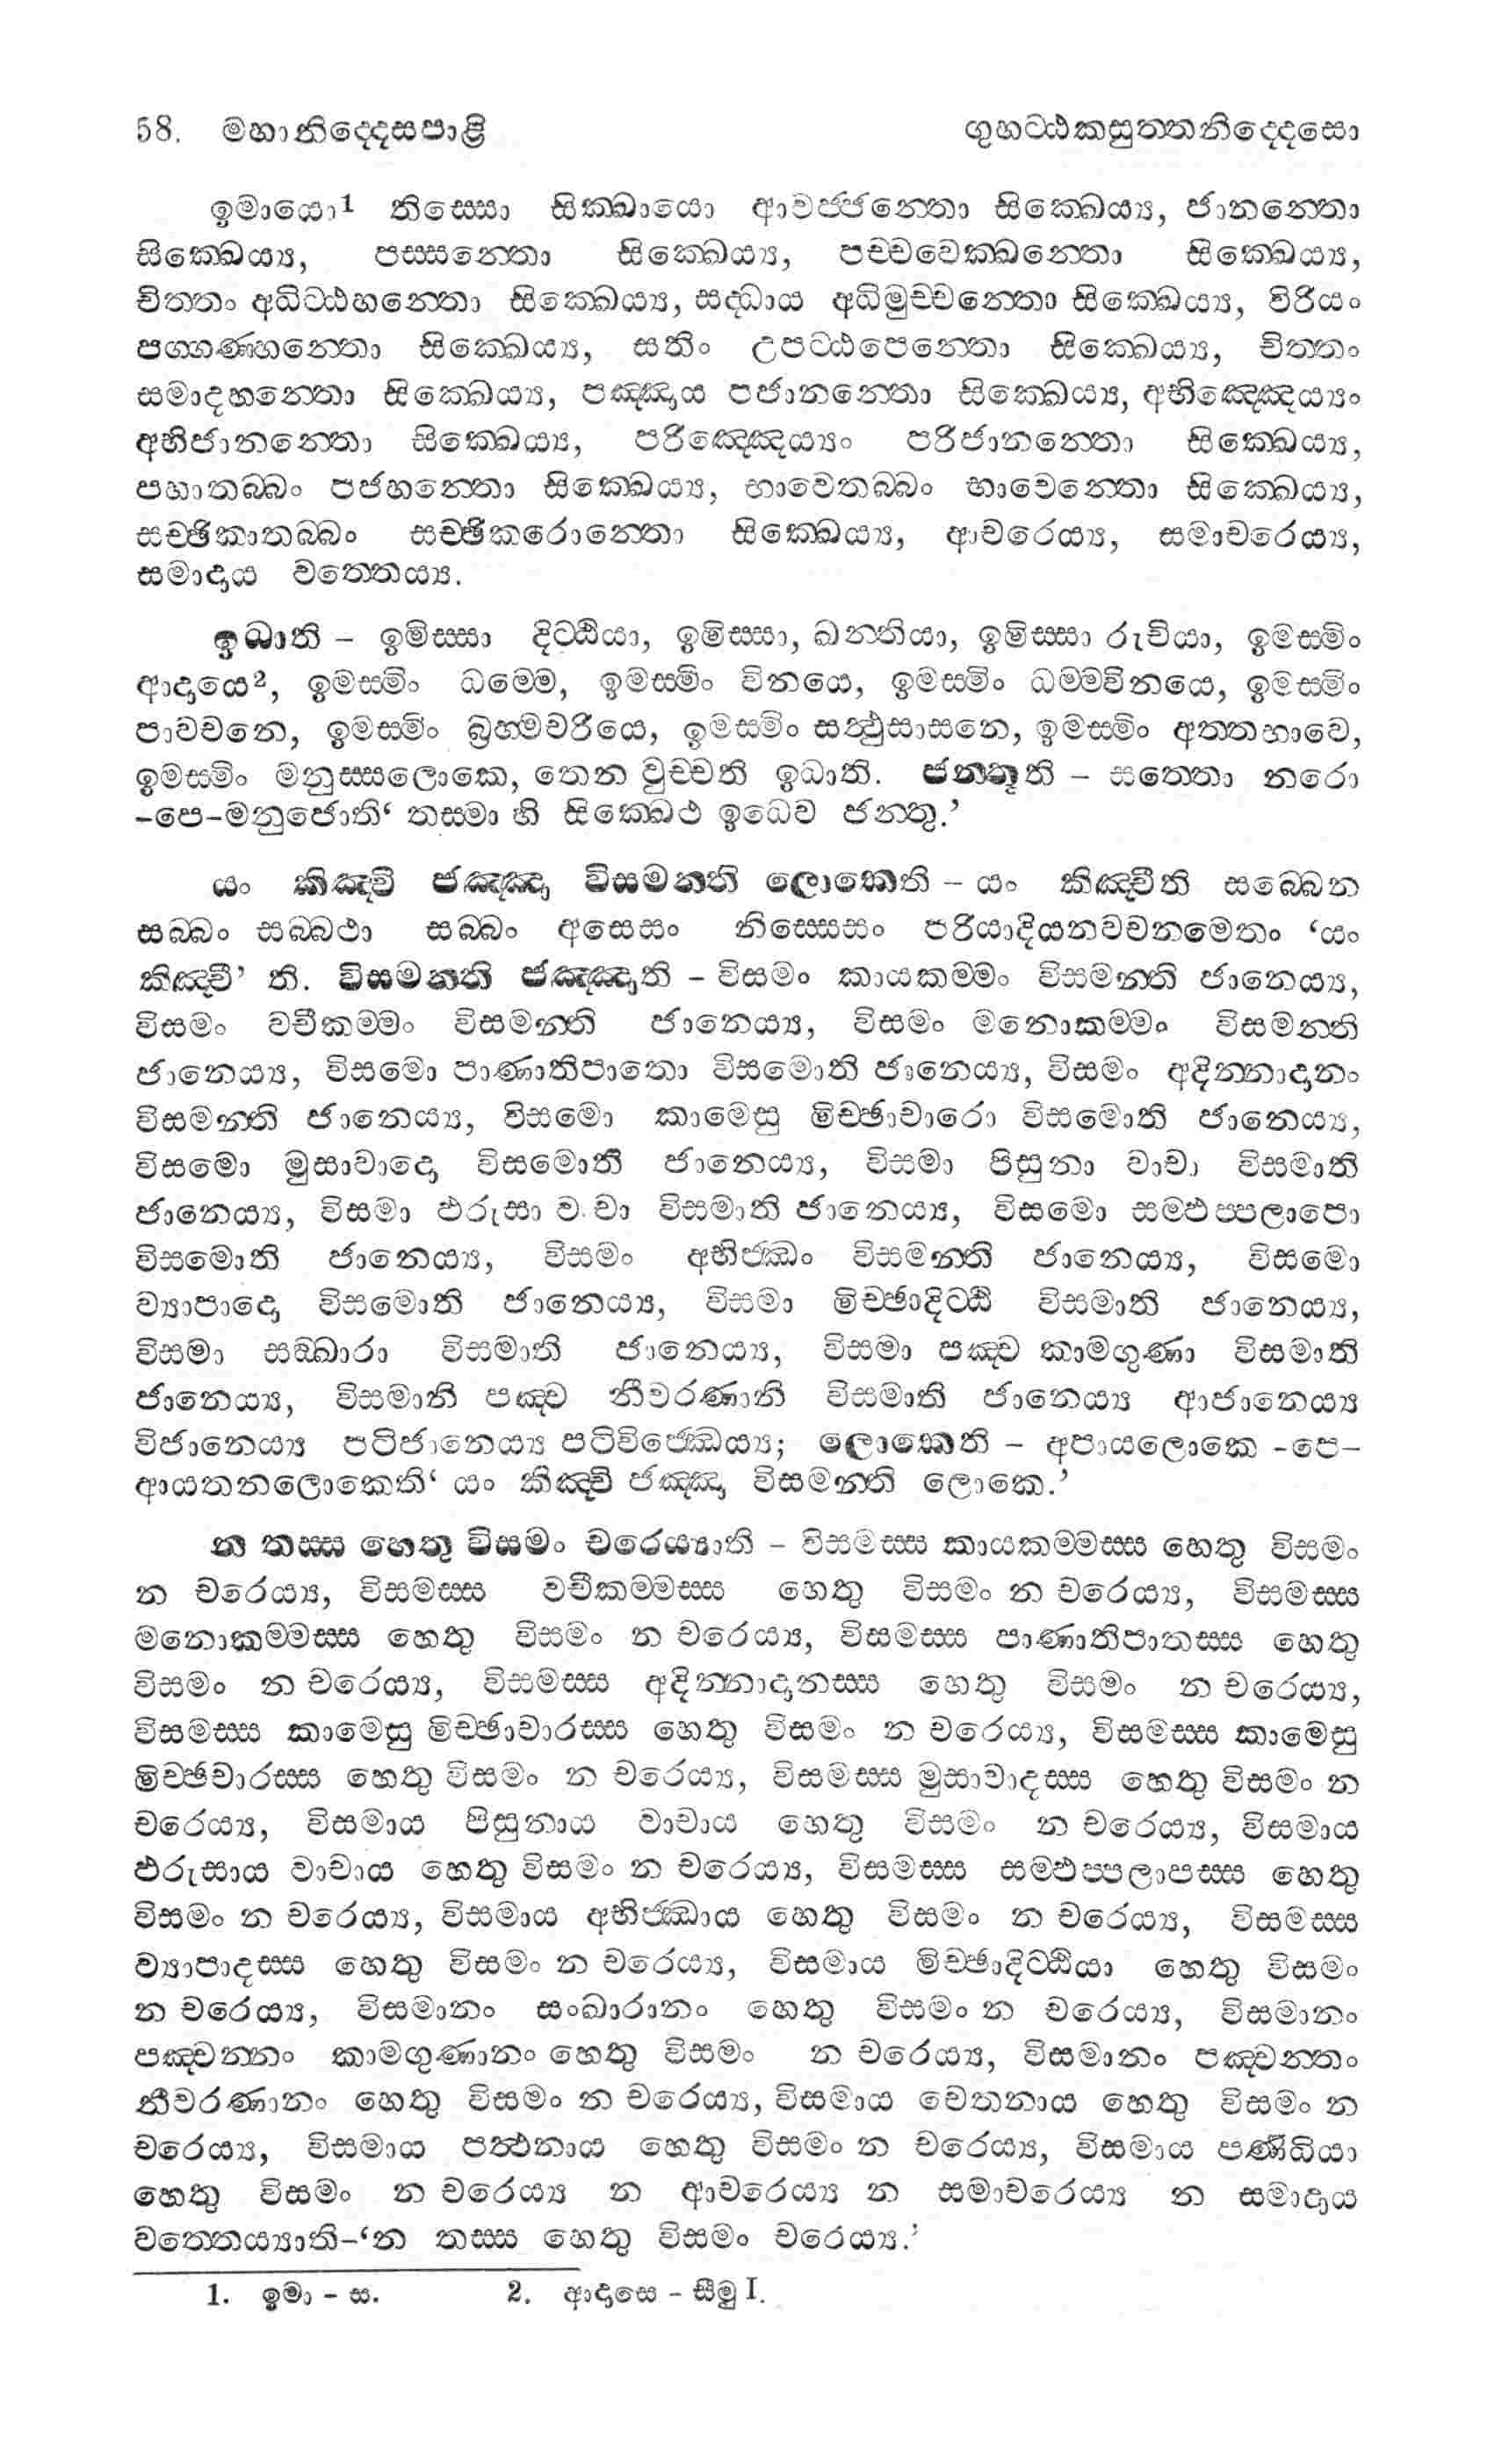 58. මහානිද්දෙසපාළි ගුහට්ඨකසුත්තනිද්දෙසො
ඉමායො1 තිස්සො සික්ඛායො ආවජ්ජන්තො සික්ඛෙය්‍ය, ජානන්තො
සික්ඛෙය්‍ය, පස්සන්තො සික්ඛෙය්‍ය, පච්චවෙක්ඛන්තො සික්ඛෙය්‍ය,
චිත්තං අධිට්ඨහන්තො සික්ඛෙය්‍ය, සද්ධාය අධිමුච්චන්තො සික්ඛෙය්‍ය, විරියං
පග්ගණ්හන්තො සික්ඛෙය්‍ය, සතිං උපට්ඨපෙන්තො සික්ඛෙය්‍ය, චිත්තං
සමාදහන්තො සික්ඛෙය්‍ය, පඤ්ඤාය පජානන්තො සික්ඛෙය්‍ය, අභිඤ්ඤෙය්‍යං
අභිජානන්තො සික්ඛෙය්‍ය, පරිඤ්ඤෙය්‍යං පරිජානන්තො සික්ඛෙය්‍ය,
පහාතබ්බං පජහන්තො සික්ඛෙය්‍ය, භාවෙතබ්බං භාවෙන්තො සික්ඛෙය්‍ය,
සච්ඡිකාතබ්බං සච්ඡිකරොන්තො සික්ඛෙය්‍ය, ආචරෙය්‍ය, සමාචරෙය්‍ය,
සමාදාය වත්තෙය්‍ය.
ඉධාති – ඉමිස්සා දිට්ඨියා, ඉමිස්සා, ඛන්තියා, ඉමිස්සා රුචියා, ඉමස්මිං
ආදායෙ2, ඉමස්මිං ධම්මෙ, ඉමස්මිං විනයෙ, ඉමස්මිං ධම්මවිනයෙ, ඉමස්මිං
පාවචනෙ, ඉමස්මිං බ්‍රහ්මචරියෙ, ඉමස්මිං සත්ථුසාසනෙ, ඉමස්මිං අත්තභාවෙ,
ඉමස්මිං මනුස්සලොකෙ, තෙන වුච්චති ඉධාති. ජන්තූති – සත්තො නරො
–පෙ–මනුජොති‘ තස්මා හි සික්ඛෙථ ඉධෙව ජන්තු.’
යං කිඤ්චි ජඤ්ඤා විසමන්ති ලොකෙති – යං කිඤ්චීති සබ්බෙන
සබ්බං සබ්බථා සබ්බං අසෙසං නිස්සෙසං පරියාදියනවචනමෙතං ‘යං
කිඤ්චී’ ති. විසමන්ති ජඤ්ඤාති – විසමං කායකම්මං විසමන්ති ජානෙය්‍ය,
විසමං වචීකම්මං විසමන්ති ජානෙය්‍ය, විසමං මනොකම්මං විසමන්ති
ජානෙය්‍ය, විසමො පාණාතිපාතො විසමොති ජානෙය්‍ය, විසමං අදින්නාදානං
විසමන්ති ජානෙය්‍ය, විසමො කාමෙසු මිච්ඡාචාරො විසමොති ජානෙය්‍ය,
විසමො මුසාවාදො විසමොති ජානෙය්‍ය, විසමා පිසුනා වාචා විසමාති
ජානෙය්‍ය, විසමා ඵරුසා වාචා විසමාති ජානෙය්‍ය, විසමො සම්ඵප්පලාපො
විසමොති ජානෙය්‍ය, විසමං අභිජ්ඣං විසමන්ති ජානෙය්‍ය, විසමො
ව්‍යාපාදො විසමොති ජානෙය්‍ය, විසමා මිච්ඡාදිට්ඨි විසමාති ජානෙය්‍ය,
විසමා සඞ්ඛාරා විසමාති ජානෙය්‍ය, විසමා පඤ්ච කාමගුණා විසමාති
ජානෙය්‍ය, විසමානි පඤ්ච නීවරණානි විසමාති ජානෙය්‍ය ආජානෙය්‍ය
විජානෙය්‍ය පටිජානෙය්‍ය පටිවිජ්ඣෙය්‍ය; ලොකෙති – අපායලොකෙ -පෙ–
ආයතනලොකෙති‘ යං කිඤ්චි ජඤ්ඤා විසමන්ති ලොකෙ.’
න තස්ස හෙතු විසමං චරෙය්‍යාති – විසමස්ස කායකම්මස්ස හෙතු විසමං
න චරෙය්‍ය, විසමස්ස වචීකම්මස්ස හෙතු විසමං න චරෙය්‍ය, විසමස්ස
මනොකම්මස්ස හෙතු විසමං න චරෙය්‍ය, විසමස්ස පාණාතිපාතස්ස හෙතු
විසමං න චරෙය්‍ය, විසමස්ස අදින්නාදානස්ස හෙතු විසමං න චරෙය්‍ය,
විසමස්ස කාමෙසු මිච්ඡාචාරස්ස හෙතු විසමං න චරෙය්‍ය, විසමස්ස කාමෙසු
මිච්ඡචාරස්ස හෙතු විසමං න චරෙය්‍ය, විසමස්ස මුසාවාදස්ස හෙතු විසමං න
චරෙය්‍ය, විසමාය පිසුනාය වාචාය හෙතු විසමං න චරෙය්‍ය, විසමාය
ඵරුසාය වාචාය හෙතු විසමං න චරෙය්‍ය, විසමස්ස සම්ඵප්පලාපස්ස හෙතු
විසමං න චරෙය්‍ය, විසමාය අභිජ්ඣාය හෙතු විසමං න චරෙය්‍ය, විසමස්ස
ව්‍යාපාදස්ස හෙතු විසමං න චරෙය්‍ය, විසමාය මිච්ඡාදිට්ඨියා හෙතු විසමං
න චරෙය්‍ය, විසමානං සංඛාරානං හෙතු විසමං න චරෙය්‍ය, විසමානං
පඤ්චන්නං කාමගුණානං හෙතු විසමං න චරෙය්‍ය, විසමානං පඤ්චන්නං
නීවරණානං හෙතු විසමං න චරෙය්‍ය, විසමාය චෙතනාය හෙතු විසමං න
චරෙය්‍ය, විසමාය පත්ථනාය හෙතු විසමං න චරෙය්‍ය, විසමාය පණිධියා
හෙතු විසමං න චරෙය්‍ය න ආචරෙය්‍ය න සමාචරෙය්‍ය න සමාදාය
වත්තෙය්‍යාති–‘න තස්ස හෙතු විසමං චරෙය්‍ය.’
1. ඉමා – ස. 2. ආදාසෙ – සීමු I.